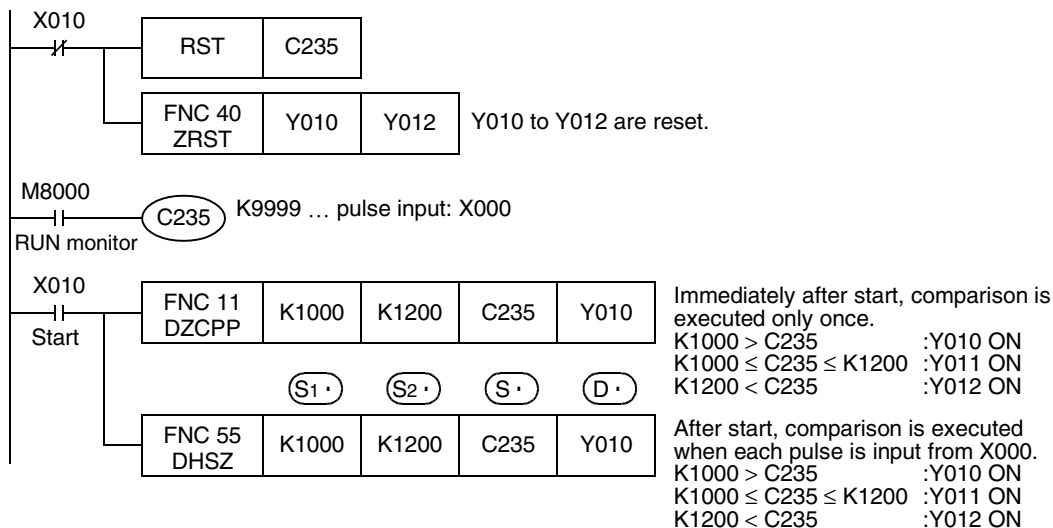 X010
RST C235
FNC 40 ZRST Y010 Y012 Y010 to Y012 are reset.
M8000
C235 K9999 … pulse input: X000
RUN monitor
X010
Start
FNC 11 DZCPP K1000 K1200 C235 Y010
Immediately after start, comparison is
executed only once.
K1000 > C235 :Y010 ON
K1000 ≤ C235 ≤ K1200 :Y011 ON
K1200 < C235 :Y012 ON
S1 · S2 · S · D ·
FNC 55 DHSZ K1000 K1200 C235 Y010
After start, comparison is executed
when each pulse is input from X000.
K1000 > C235 :Y010 ON
K1000 ≤ C235 ≤ K1200 :Y011 ON
K1200 < C235 :Y012 ON